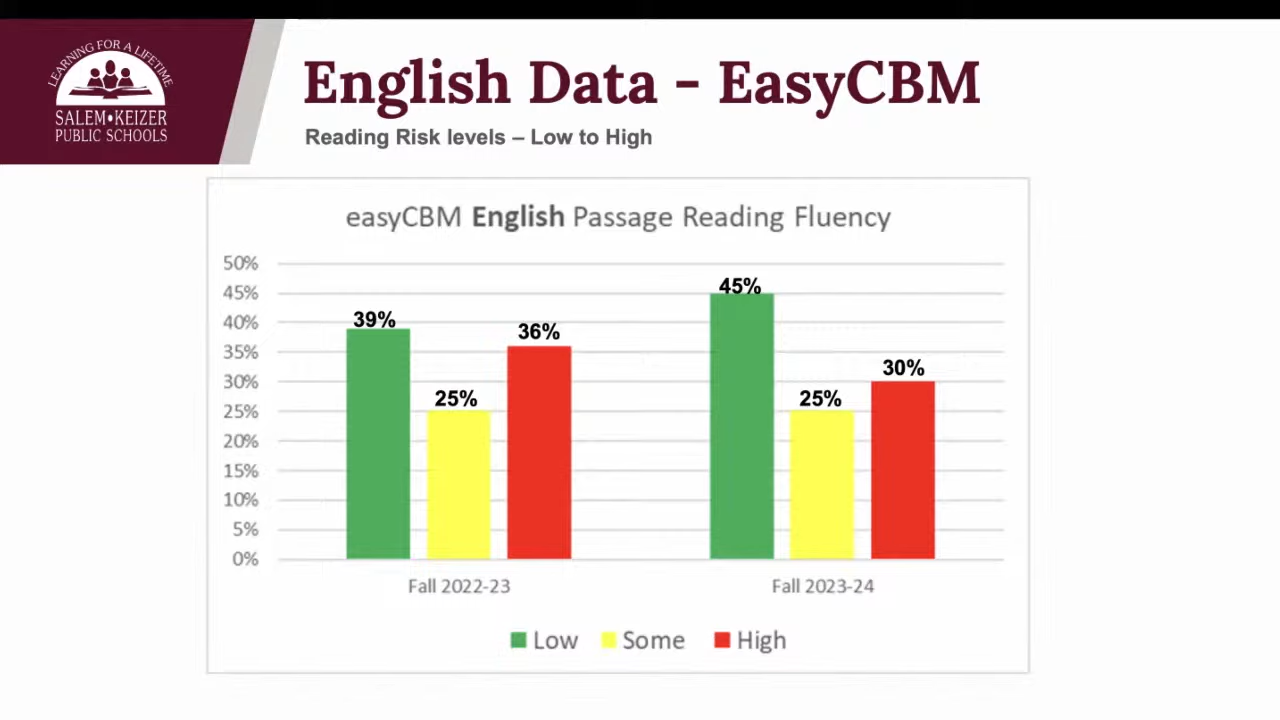 LEARNING FOR A LIFETIME
SALEM•KEIZER
PUBLIC SCHOOLS
English Data - EasyCBM
Reading Risk levels – Low to High
easyCBM English Passage Reading Fluency
50%
45%
40%
35%
30%
25%
20%
15%
10%
5%
0%
39%
25%
36%
45%
25%
30%
Fall 2022-23
Fall 2023-24
Low
Some
High